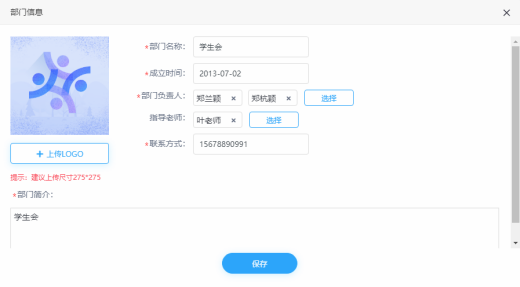 部门信息
*部门名称： 学生会
*成立时间： 2013-07-02
*部门负责人： 郑兰颖 × 郑杭颖 × 选择
指导老师： 叶老师 × 选择
*联系方式： 15678890991
+ 上传LOGO
提示：建议上传尺寸275*275
*部门简介：
学生会
保存